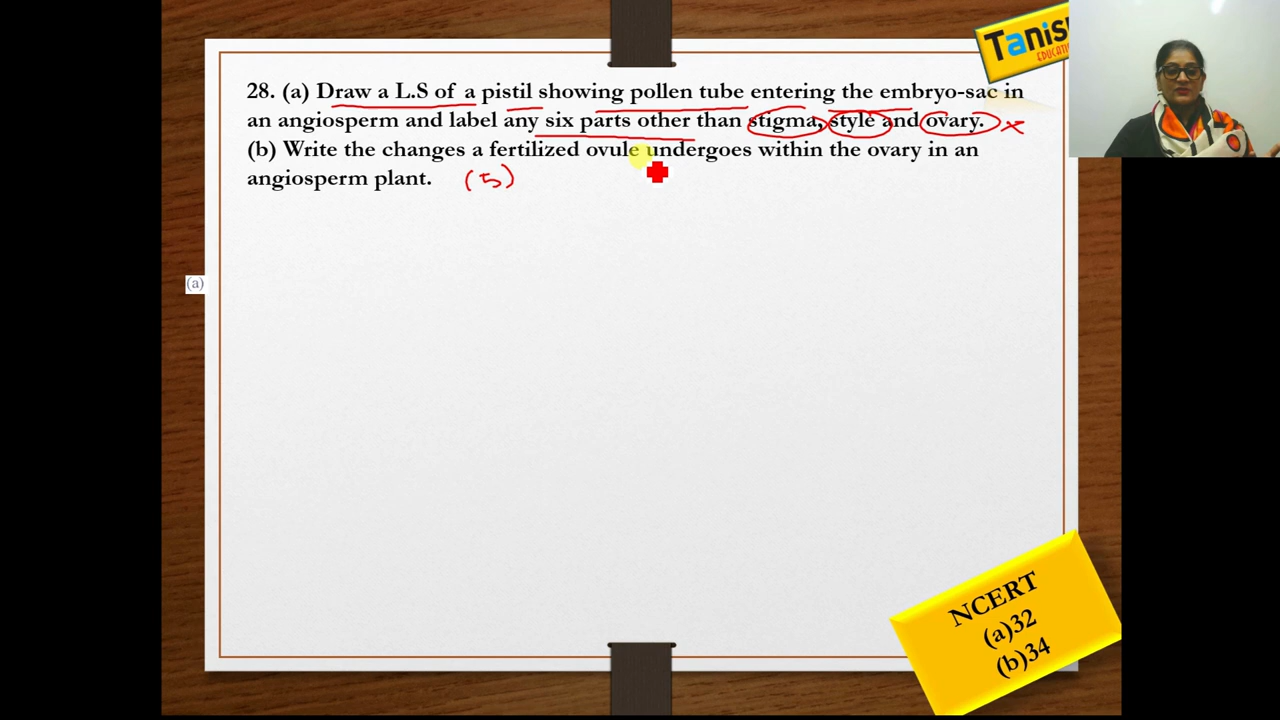 Tanis
EDUCATI
28. (a) Draw a L.S of a pistil showing pollen tube entering the embryo-sac in
an angiosperm and label any six parts other than stigma, style and ovary.
(b) Write the changes a fertilized ovule undergoes within the ovary in an
angiosperm plant. (5)
(a)
NCERT
(a)32
(b)34